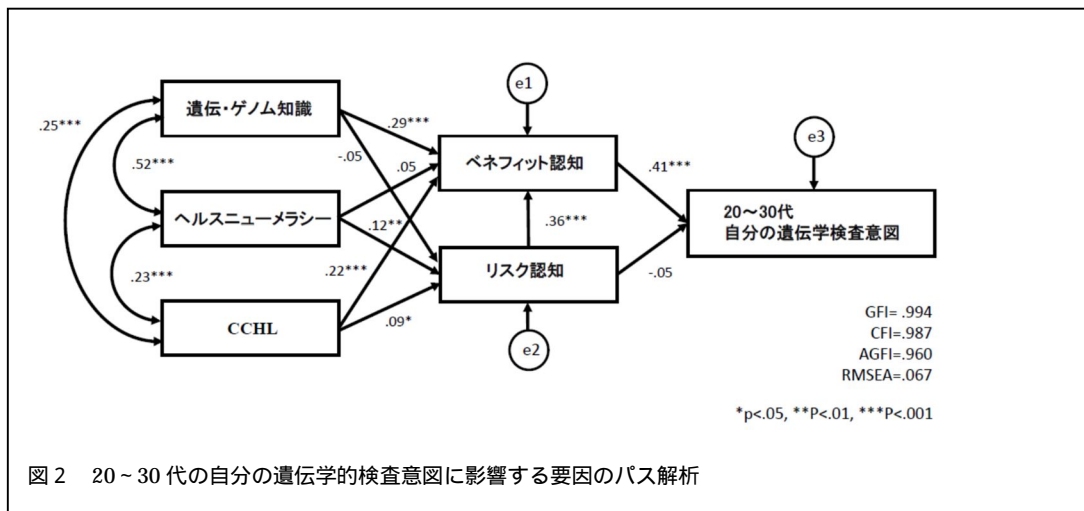 e1
e3
遺伝・ゲノム知識
.25***
.29***
-.05
ベネフィット認知
.41***
.52***
.05
20～30代
自分の遺伝学検査意図
ヘルスニューメラシー
.12**
.36***
.22***
リスク認知
-.05
.23***
.09*
CCHL
e2
GFI= .994
CFI=.987
AGFI=.960
RMSEA=.067
*p<.05, **P<.01, ***P<.001
図２　20～30 代の自分の遺伝学的検査意図に影響する要因のパス解析